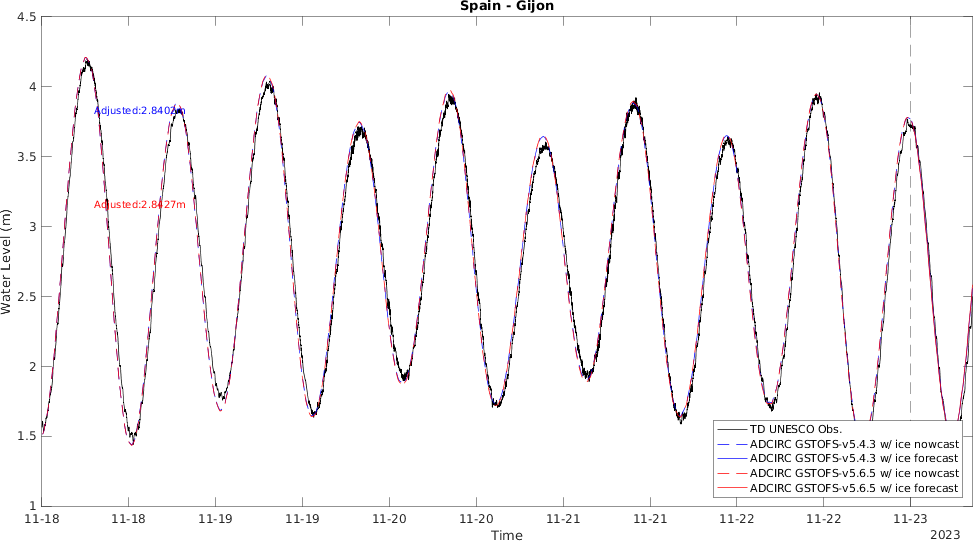 Spain - Gijon
4.5
4
3.5
3
2.5
2
1.5
1
Water Level (m)
Adjusted:2.8402m
Adjusted:2.8427m
TD UNESCO Obs.
ADCIRC GSTOFS-v5.4.3 w/ ice nowcast
ADCIRC GSTOFS-v5.4.3 w/ ice forecast
ADCIRC GSTOFS-v5.6.5 w/ ice nowcast
ADCIRC GSTOFS-v5.6.5 w/ ice forecast
11-18 11-18 11-19 11-19 11-20 11-20 11-21 11-21 11-22 11-22 11-23
Time
2023